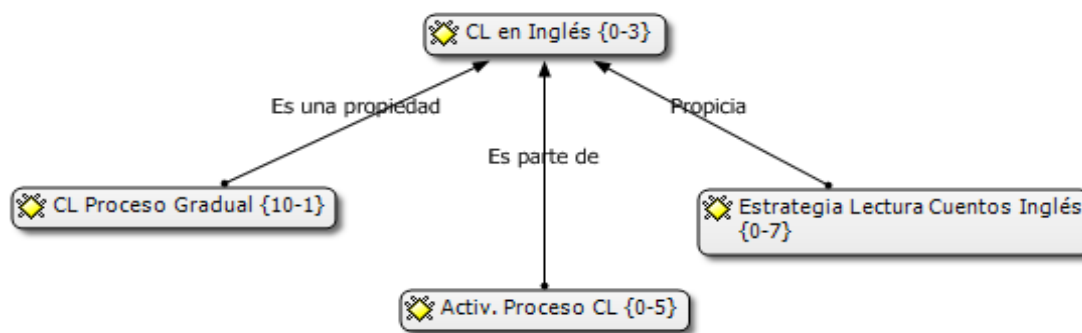 CL en Inglés {0-3}
Es una propiedad
Propicia
Es parte de
CL Proceso Gradual {10-1}
Estrategia Lectura Cuentos Inglés
{0-7}
Activ. Proceso CL {0-5}